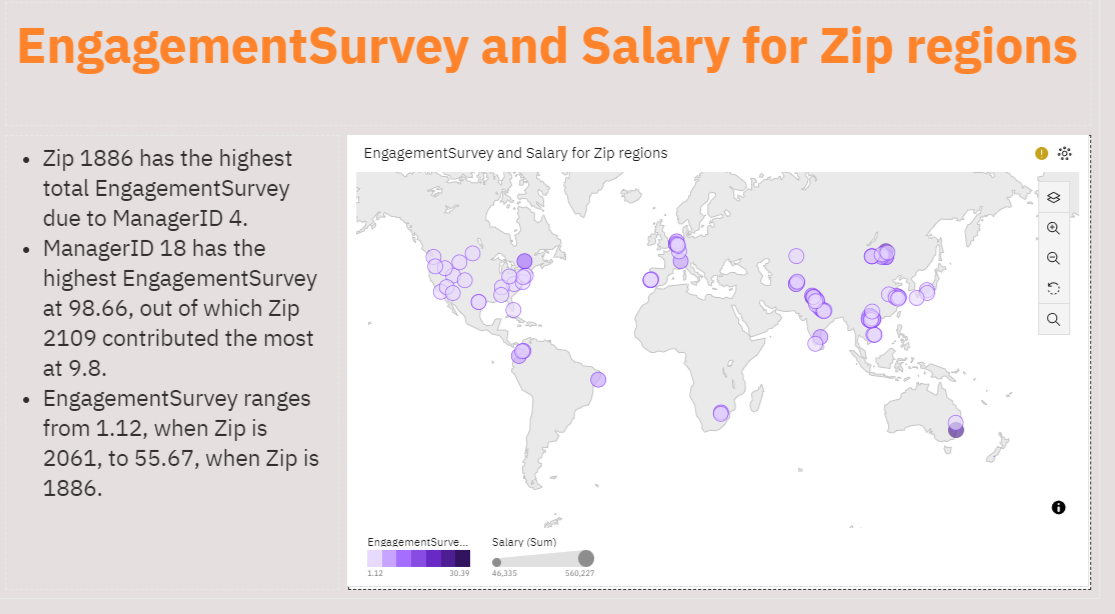 EngagementSurvey and Salary for Zip regions
• Zip 1886 has the highest
total EngagementSurvey
due to ManagerID 4.
• ManagerID 18 has the
highest EngagementSurvey
at 98.66, out of which Zip
2109 contributed the most
at 9.8.
• EngagementSurvey ranges
from 1.12, when Zip is
2061, to 55.67, when Zip is
1886.
EngagementSurvey and Salary for Zip regions
EngagementSurve...
1.12 30.39
Salary (Sum)
46,335 560,227